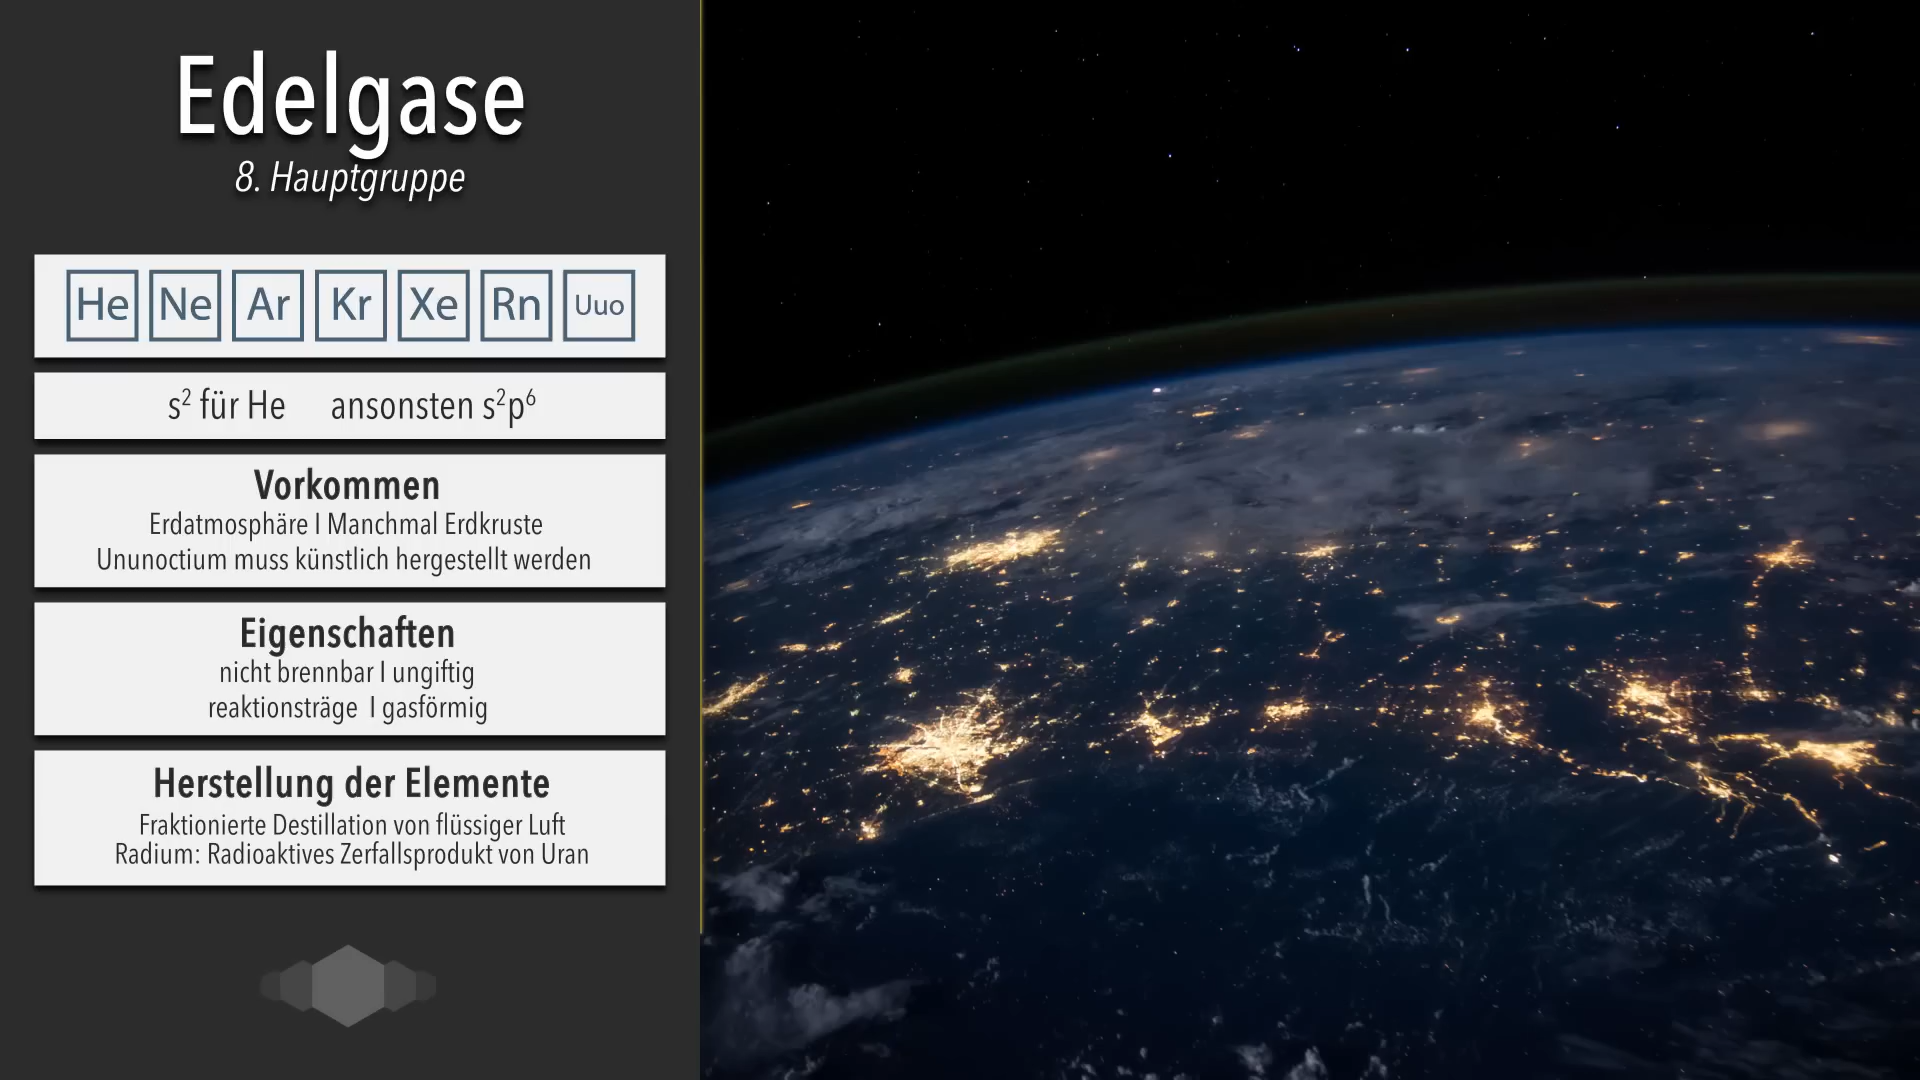 Edelgase
8. Hauptgruppe
He Ne Ar Kr Xe Rn Uuo
s² für He ansonsten s²p⁶
Vorkommen
Erdatmosphäre I Manchmal Erdkruste
Ununoctium muss künstlich hergestellt werden
Eigenschaften
nicht brennbar I ungiftig
reaktionsträge I gasförmig
Herstellung der Elemente
Fraktionierte Destillation von flüssiger Luft
Radium: Radioaktives Zerfallsprodukt von Uran